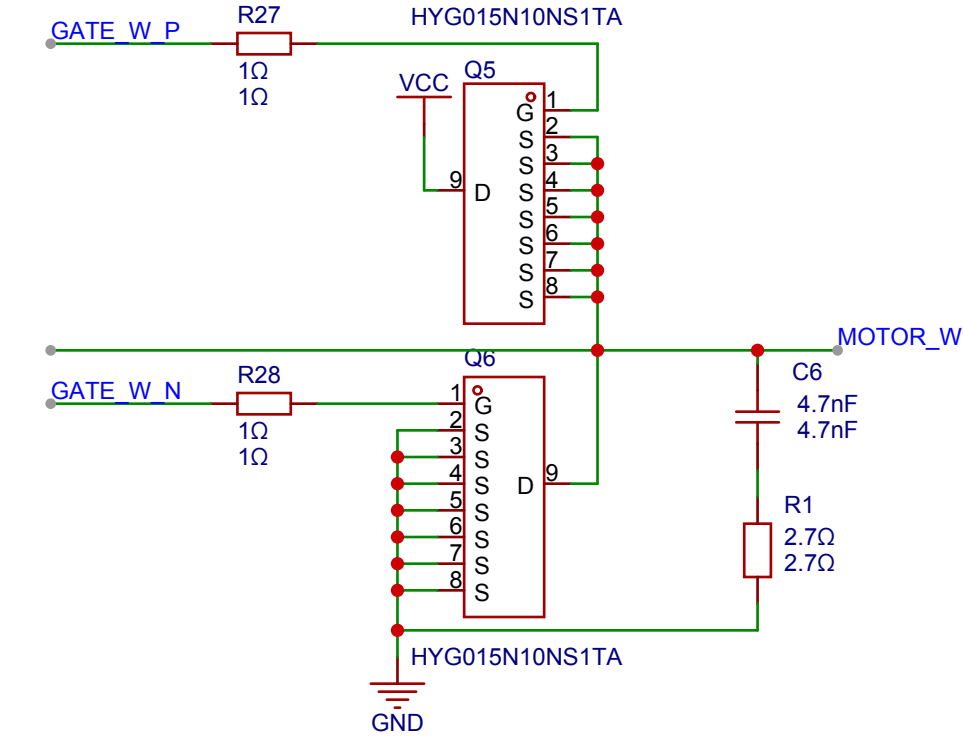 R27
HYG015N10NS1TA
GATE_W_P
1Ω
1Ω
VCC
Q5
1
G
2
S
3
S
4
S
9
D
5
S
6
S
7
S
8
S
MOTOR_W
Q6
R28
GATE_W_N
1Ω
1Ω
C6
4.7nF
4.7nF
1
G
2
S
3
S
4
S
5
S
6
S
7
S
8
S
D
9
R1
2.7Ω
2.7Ω
HYG015N10NS1TA
GND